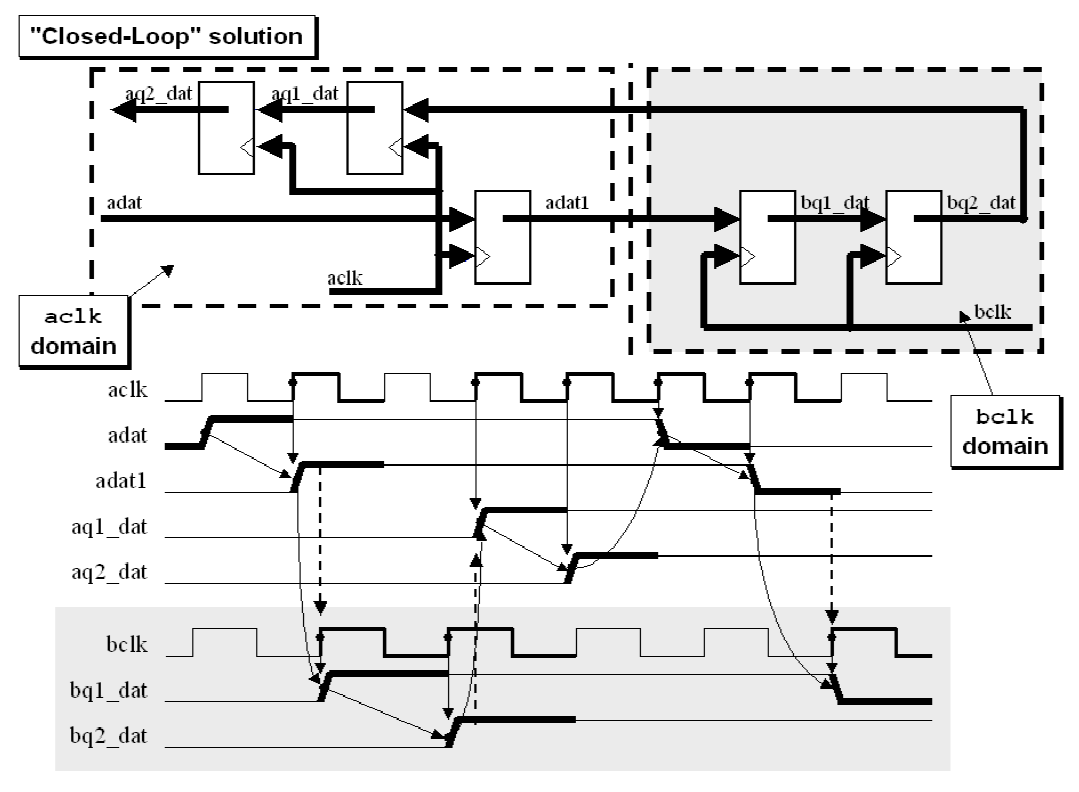 "Closed-Loop" solution
aq2_dat
aq1_dat
adat
adat1
bq1_dat
bq2_dat
aclk
bclk
aclk
domain
bclk
domain
aclk
adat
adat1
aq1_dat
aq2_dat
bclk
bq1_dat
bq2_dat